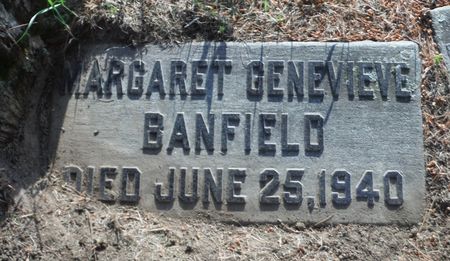 MARGARET GENEVIEVE
BANFIELD
DIED JUNE 25,1940